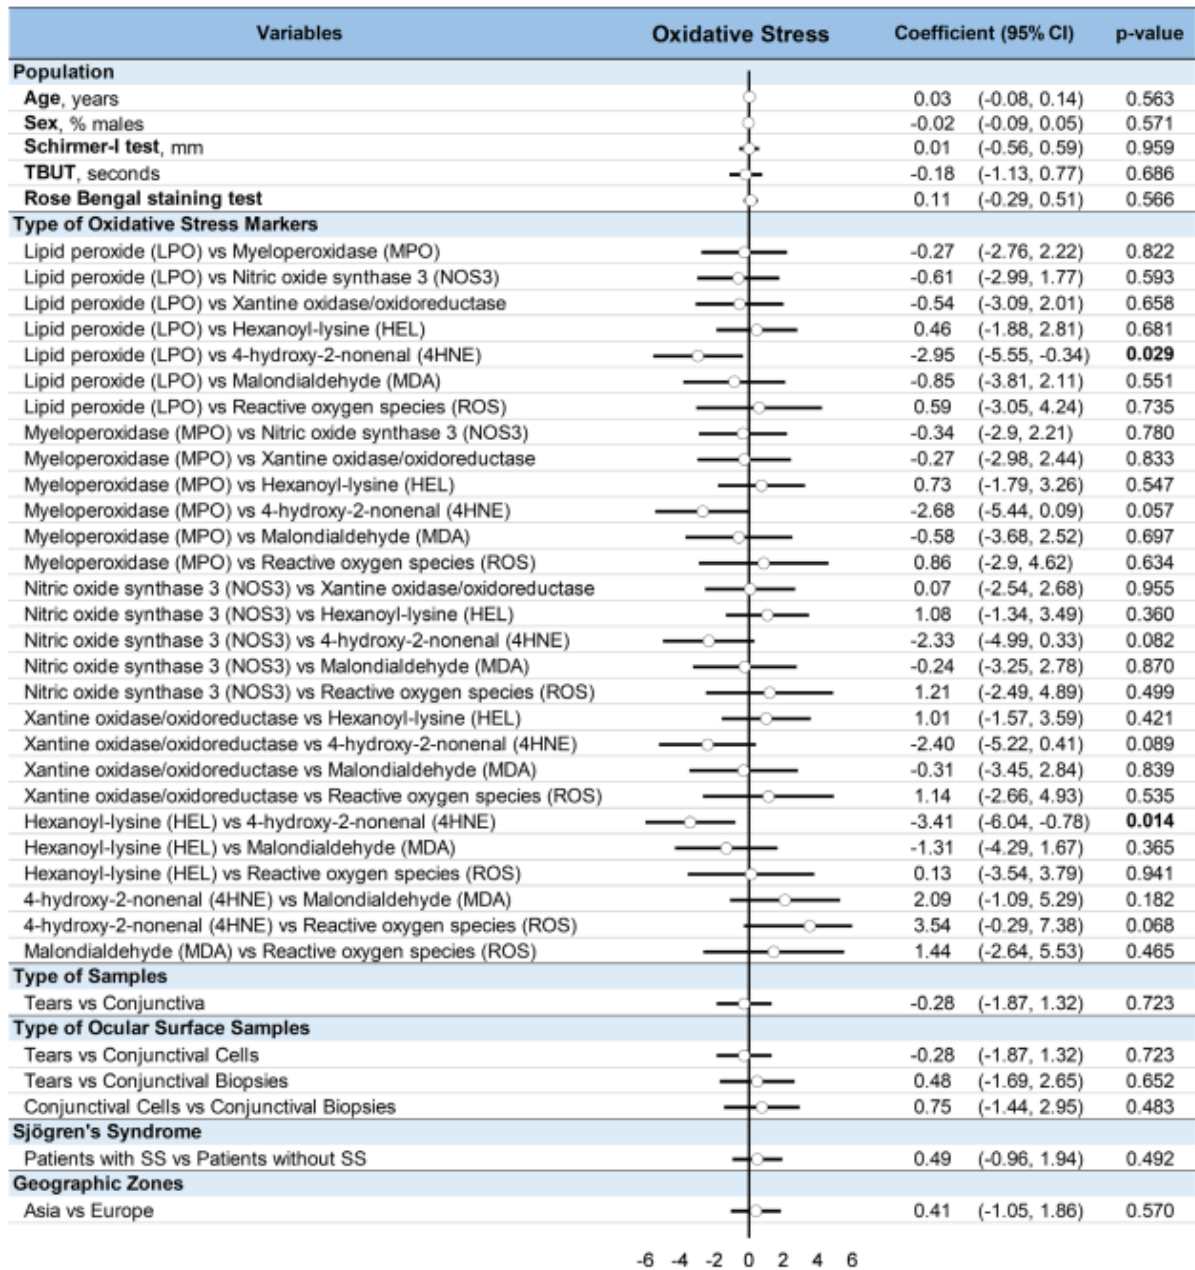 Variables Oxidative Stress Coefficient (95% CI) p-value
Population
Age, years 0.03 (-0.08, 0.14) 0.563
Sex, % males -0.02 (-0.09, 0.05) 0.571
Schirmer-I test, mm 0.01 (-0.56, 0.59) 0.959
TBUT, seconds -0.18 (-1.13, 0.77) 0.686
Rose Bengal staining test 0.11 (-0.29, 0.51) 0.566
Type of Oxidative Stress Markers
Lipid peroxide (LPO) vs Myeloperoxidase (MPO) -0.27 (-2.76, 2.22) 0.822
Lipid peroxide (LPO) vs Nitric oxide synthase 3 (NOS3) -0.61 (-2.99, 1.77) 0.593
Lipid peroxide (LPO) vs Xantine oxidase/oxidoreductase -0.54 (-3.09, 2.01) 0.658
Lipid peroxide (LPO) vs Hexanoyl-lysine (HEL) 0.46 (-1.88, 2.81) 0.681
Lipid peroxide (LPO) vs 4-hydroxy-2-nonenal (4HNE) -2.95 (-5.55, -0.34) 0.029
Lipid peroxide (LPO) vs Malondialdehyde (MDA) -0.85 (-3.81, 2.11) 0.551
Lipid peroxide (LPO) vs Reactive oxygen species (ROS) 0.59 (-3.05, 4.24) 0.735
Myeloperoxidase (MPO) vs Nitric oxide synthase 3 (NOS3) -0.34 (-2.9, 2.21) 0.780
Myeloperoxidase (MPO) vs Xantine oxidase/oxidoreductase -0.27 (-2.98, 2.44) 0.833
Myeloperoxidase (MPO) vs Hexanoyl-lysine (HEL) 0.73 (-1.79, 3.26) 0.547
Myeloperoxidase (MPO) vs 4-hydroxy-2-nonenal (4HNE) -2.68 (-5.44, 0.09) 0.057
Myeloperoxidase (MPO) vs Malondialdehyde (MDA) -0.58 (-3.68, 2.52) 0.697
Myeloperoxidase (MPO) vs Reactive oxygen species (ROS) 0.86 (-2.9, 4.62) 0.634
Nitric oxide synthase 3 (NOS3) vs Xantine oxidase/oxidoreductase 0.07 (-2.54, 2.68) 0.955
Nitric oxide synthase 3 (NOS3) vs Hexanoyl-lysine (HEL) 1.08 (-1.34, 3.49) 0.360
Nitric oxide synthase 3 (NOS3) vs 4-hydroxy-2-nonenal (4HNE) -2.33 (-4.99, 0.33) 0.082
Nitric oxide synthase 3 (NOS3) vs Malondialdehyde (MDA) -0.24 (-3.25, 2.78) 0.870
Nitric oxide synthase 3 (NOS3) vs Reactive oxygen species (ROS) 1.21 (-2.49, 4.89) 0.499
Xantine oxidase/oxidoreductase vs Hexanoyl-lysine (HEL) 1.01 (-1.57, 3.59) 0.421
Xantine oxidase/oxidoreductase vs 4-hydroxy-2-nonenal (4HNE) -2.40 (-5.22, 0.41) 0.089
Xantine oxidase/oxidoreductase vs Malondialdehyde (MDA) -0.31 (-3.45, 2.84) 0.839
Xantine oxidase/oxidoreductase vs Reactive oxygen species (ROS) 1.14 (-2.66, 4.93) 0.535
Hexanoyl-lysine (HEL) vs 4-hydroxy-2-nonenal (4HNE) -3.41 (-6.04, -0.78) 0.014
Hexanoyl-lysine (HEL) vs Malondialdehyde (MDA) -1.31 (-4.29, 1.67) 0.365
Hexanoyl-lysine (HEL) vs Reactive oxygen species (ROS) 0.13 (-3.54, 3.79) 0.941
4-hydroxy-2-nonenal (4HNE) vs Malondialdehyde (MDA) 2.09 (-1.09, 5.29) 0.182
4-hydroxy-2-nonenal (4HNE) vs Reactive oxygen species (ROS) 3.54 (-0.29, 7.38) 0.068
Malondialdehyde (MDA) vs Reactive oxygen species (ROS) 1.44 (-2.64, 5.53) 0.465
Type of Samples
Tears vs Conjunctiva -0.28 (-1.87, 1.32) 0.723
Type of Ocular Surface Samples
Tears vs Conjunctival Cells -0.28 (-1.87, 1.32) 0.723
Tears vs Conjunctival Biopsies 0.48 (-1.69, 2.65) 0.652
Conjunctival Cells vs Conjunctival Biopsies 0.75 (-1.44, 2.95) 0.483
Sjögren's Syndrome
Patients with SS vs Patients without SS 0.49 (-0.96, 1.94) 0.492
Geographic Zones
Asia vs Europe 0.41 (-1.05, 1.86) 0.570
-6 -4 -2 0 2 4 6